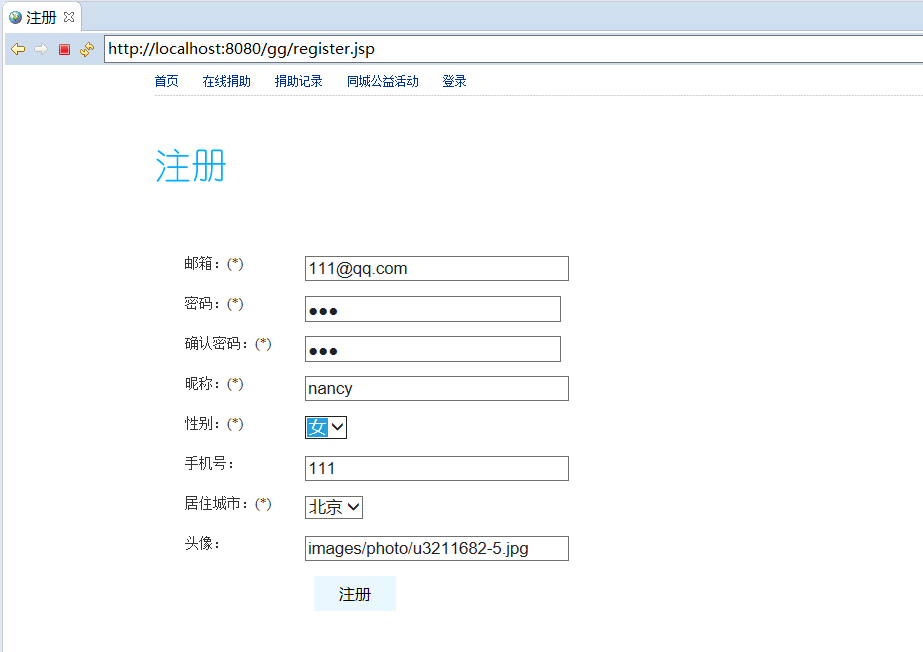 注册
http://localhost:8080/gg/register.jsp
首页 在线捐助 捐助记录 同城公益活动 登录
注册
邮箱：(*) 111@qq.com
密码：(*) ●●●
确认密码：(*) ●●●
昵称：(*) nancy
性别：(*) 女
手机号： 111
居住城市：(*) 北京
头像： images/photo/u3211682-5.jpg
注册